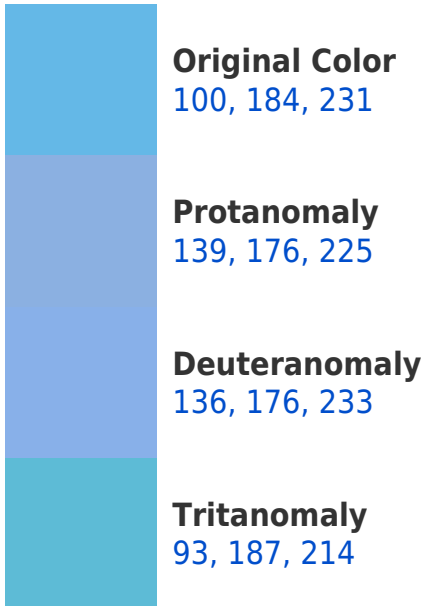 Original Color
100, 184, 231
Protanomaly
139, 176, 225
Deuteranomaly
136, 176, 233
Tritanomaly
93, 187, 214